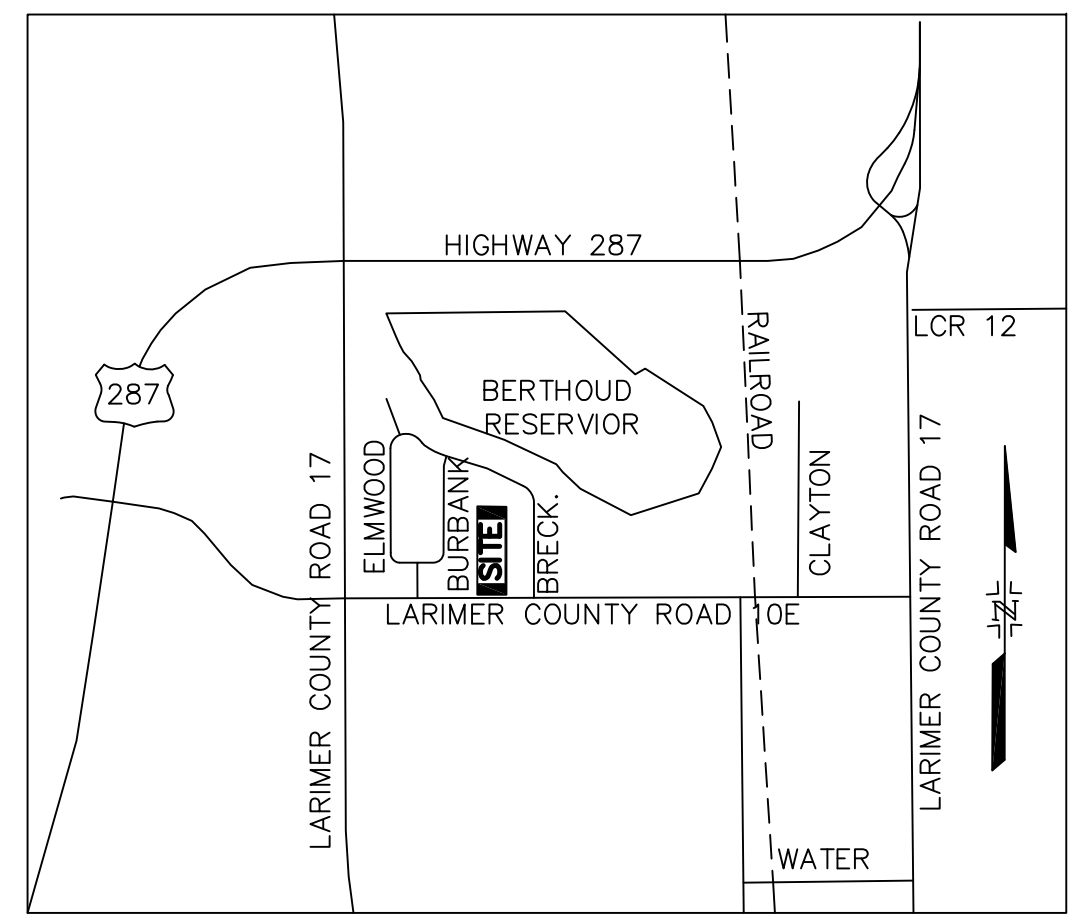 HIGHWAY 287
LCR 12
RAILROAD
287
BERTHOUD
RESERVIOR
LARIMER COUNTY ROAD 17
ELMWOOD
BURBANK
SITE
BRECK.
CLAYTON
LARIMER COUNTY ROAD 17
N
LARIMER COUNTY ROAD 10E
WATER